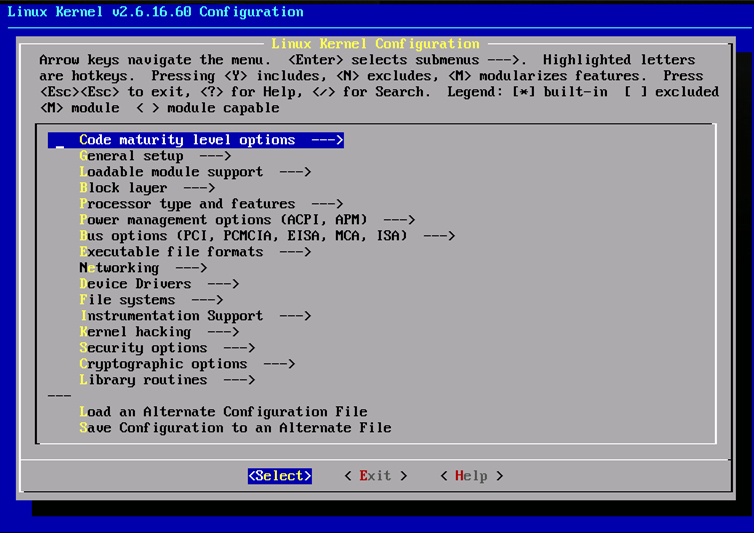 Linux Kernel v2.6.16.60 Configuration
Linux Kernel Configuration
Arrow keys navigate the menu.  <Enter> selects submenus --->.  Highlighted letters
are hotkeys.  Pressing <Y> includes, <N> excludes, <M> modularizes features.  Press
<Esc><Esc> to exit, <?> for Help, </> for Search.  Legend: [*] built-in  [ ] excluded
<M> module  < > module capable
Code maturity level options  --->
General setup  --->
Loadable module support  --->
Block layer  --->
Processor type and features  --->
Power management options (ACPI, APM)  --->
Bus options (PCI, PCMCIA, EISA, MCA, ISA)  --->
Executable file formats  --->
Networking  --->
Device Drivers  --->
File systems  --->
Instrumentation Support  --->
Kernel hacking  --->
Security options  --->
Cryptographic options  --->
Library routines  --->
---
Load an Alternate Configuration File
Save Configuration to an Alternate File
<Select>    < Exit >    < Help >